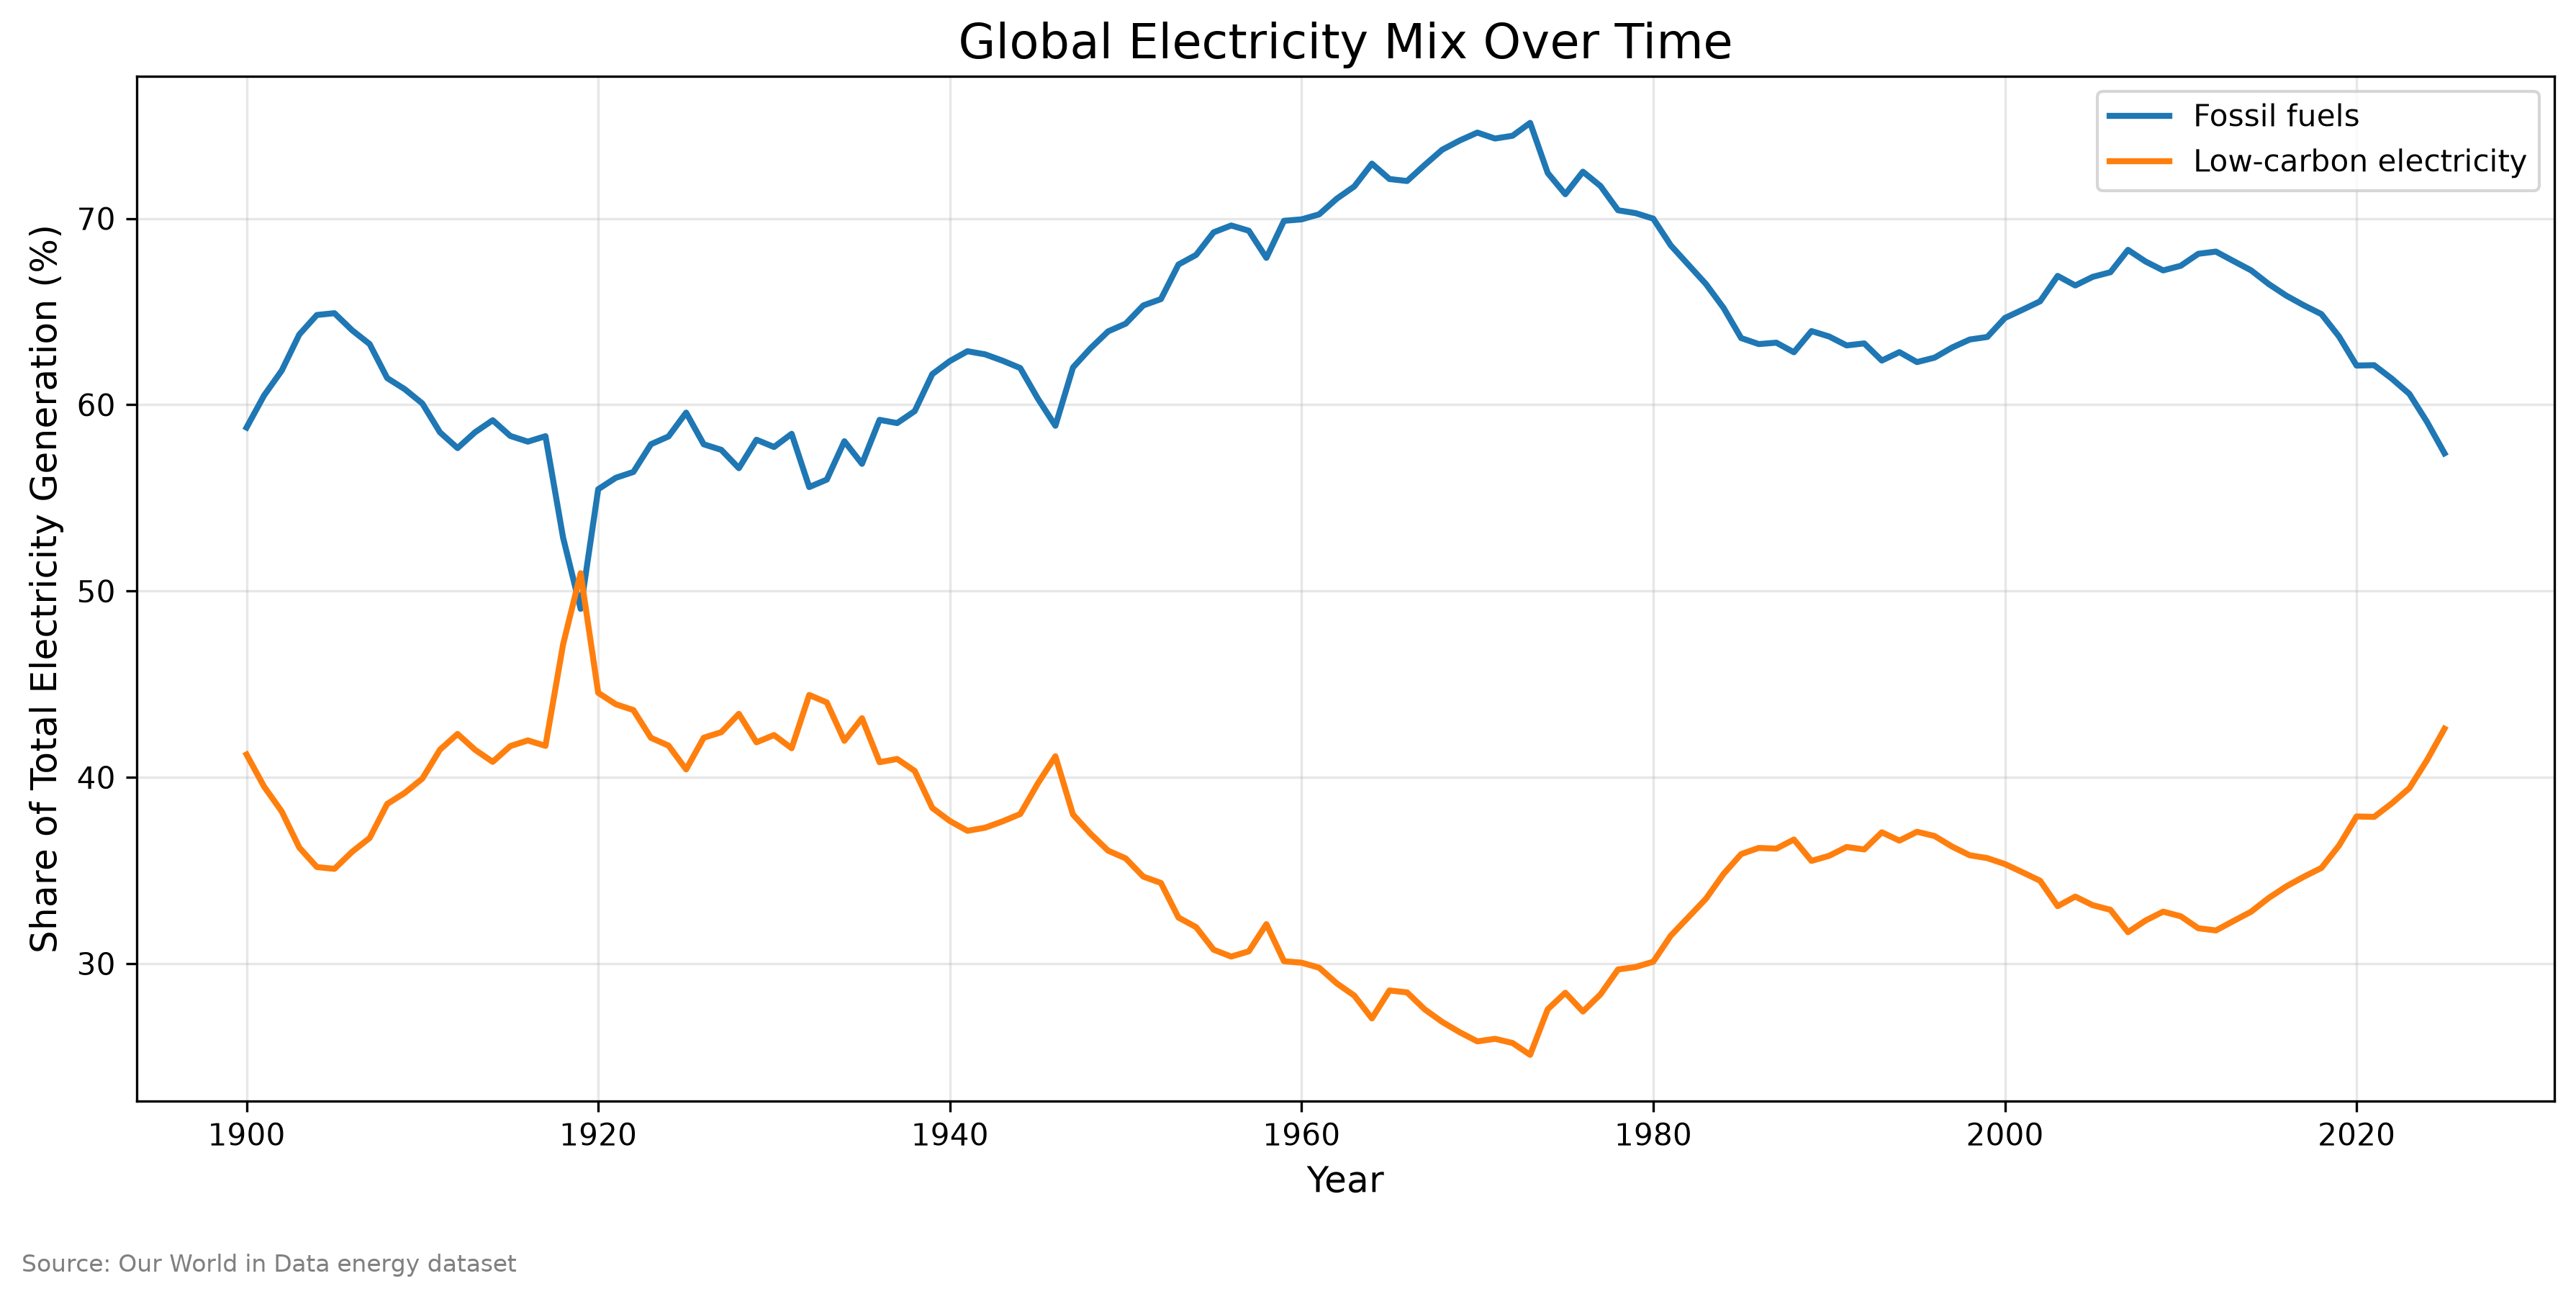 Global Electricity Mix Over Time
Fossil fuels
Low-carbon electricity
Share of Total Electricity Generation (%)
70
60
50
40
30
1900
1920
1940
1960
1980
2000
2020
Year
Source: Our World in Data energy dataset